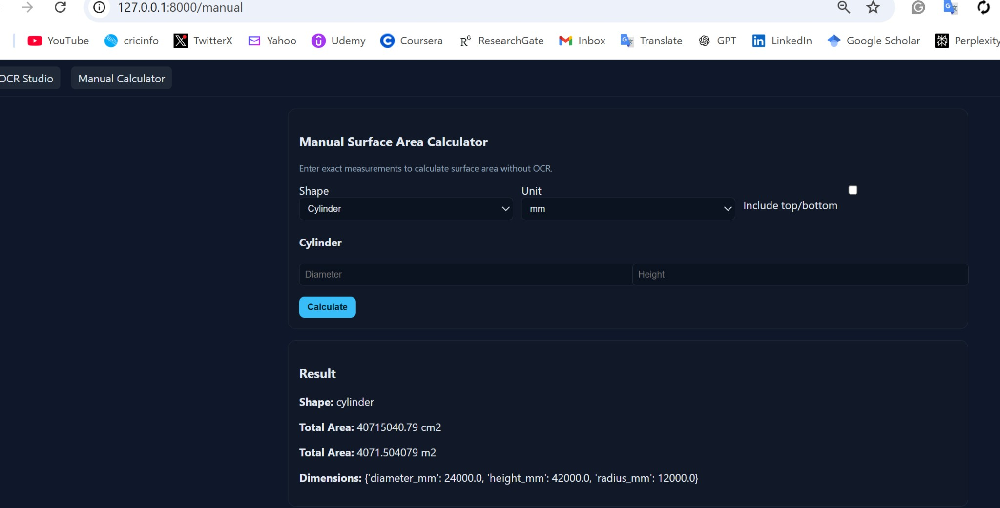 127.0.0.1:8000/manual
YouTube cricinfo TwitterX Yahoo Udemy Coursera RG ResearchGate Inbox Translate GPT LinkedIn Google Scholar Perplexity
OCR Studio Manual Calculator
Manual Surface Area Calculator
Enter exact measurements to calculate surface area without OCR.
Shape Unit
Cylinder mm Include top/bottom
Cylinder
Diameter Height
Calculate
Result
Shape: cylinder
Total Area: 40715040.79 cm2
Total Area: 4071.504079 m2
Dimensions: {'diameter_mm': 24000.0, 'height_mm': 42000.0, 'radius_mm': 12000.0}